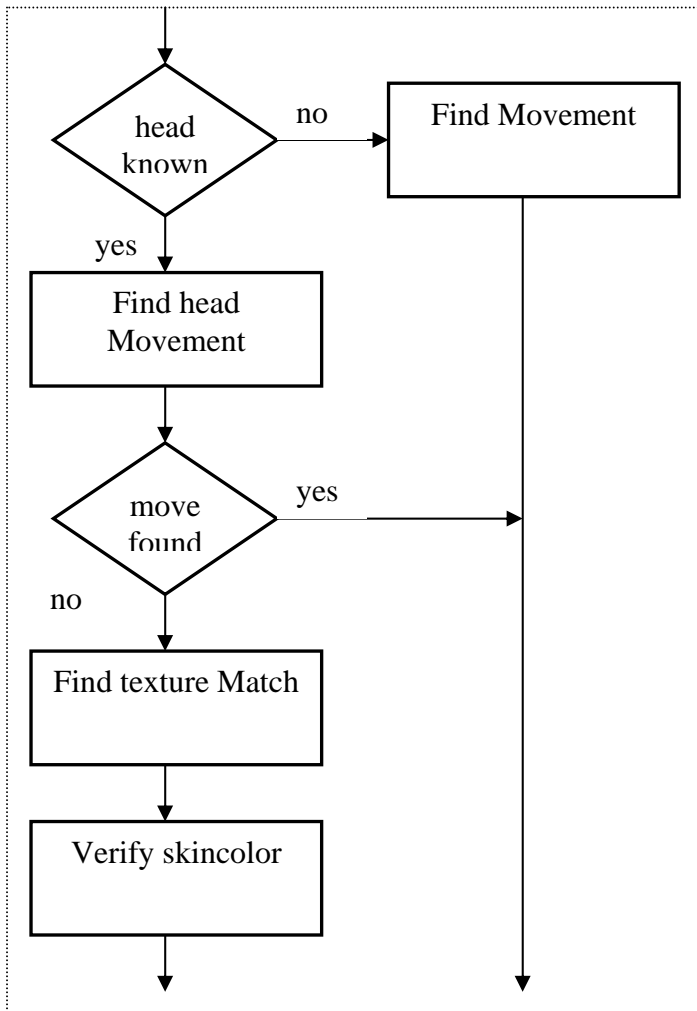 head
known
no
Find Movement
yes
Find head
Movement
move
found
yes
no
Find texture Match
Verify skincolor